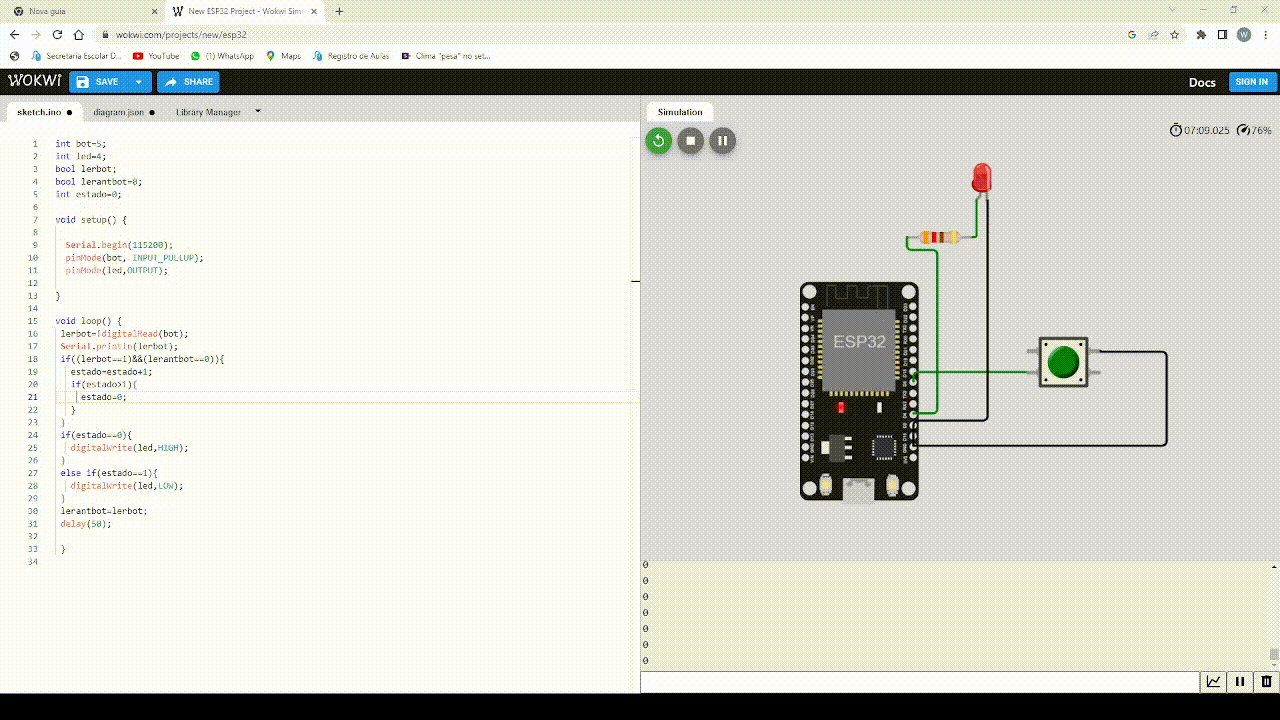 Nova guia
New ESP32 Project - Wokwi Sim
wokwi.com/projects/new/esp32
Secretaria Escolar D...
YouTube
(1) WhatsApp
Maps
Registro de Aulas
Clima "pesa" no set...
WOKWI
SAVE
SHARE
Docs
SIGN IN
sketch.ino
diagram.json
Library Manager
Simulation
07:09.025
76%
1 int bot=5;
2 int led=4;
3 bool lerbot;
4 bool lerantbot=0;
5 int estado=0;
6
7 void setup() {
8
9 Serial.begin(115200);
10 pinMode(bot, INPUT_PULLUP);
11 pinMode(led,OUTPUT);
12
13 }
14
15 void loop() {
16 lerbot=!digitalRead(bot);
17 Serial.println(lerbot);
18 if((lerbot==1)&&(lerantbot==0)){
19 estado=estado+1;
20 if(estado>1){
21 estado=0;
22 }
23 }
24 if(estado==0){
25 digitalWrite(led,HIGH);
26 }
27 else if(estado==1){
28 digitalWrite(led,LOW);
29 }
30 lerantbot=lerbot;
31 delay(50);
32
33 }
34
ESP32
0
0
0
0
0
0
0